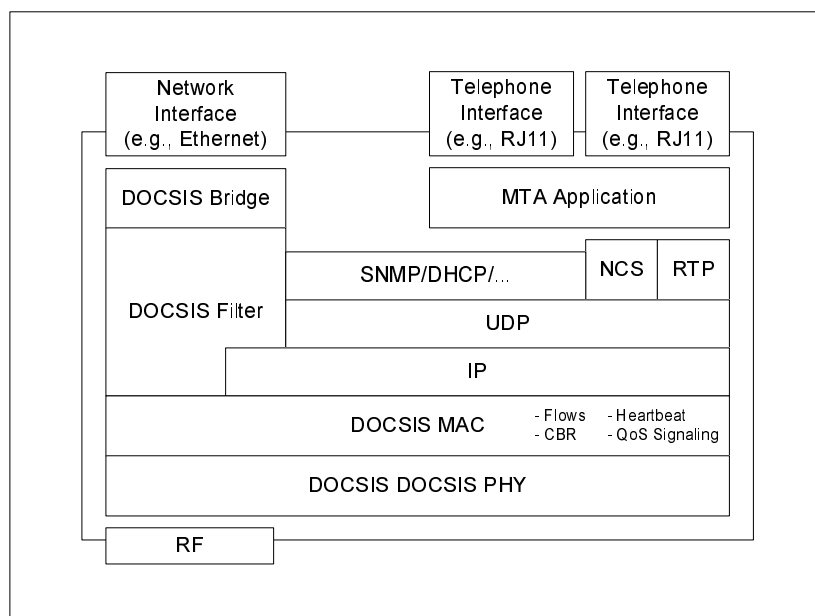 Network
Interface
(e.g., Ethernet)
Telephone
Interface
(e.g., RJ11)
Telephone
Interface
(e.g., RJ11)
DOCSIS Bridge
MTA Application
DOCSIS Filter
SNMP/DHCP/...
NCS
RTP
UDP
IP
DOCSIS MAC
- Flows
- CBR
- Heartbeat
- QoS Signaling
DOCSIS DOCSIS PHY
RF